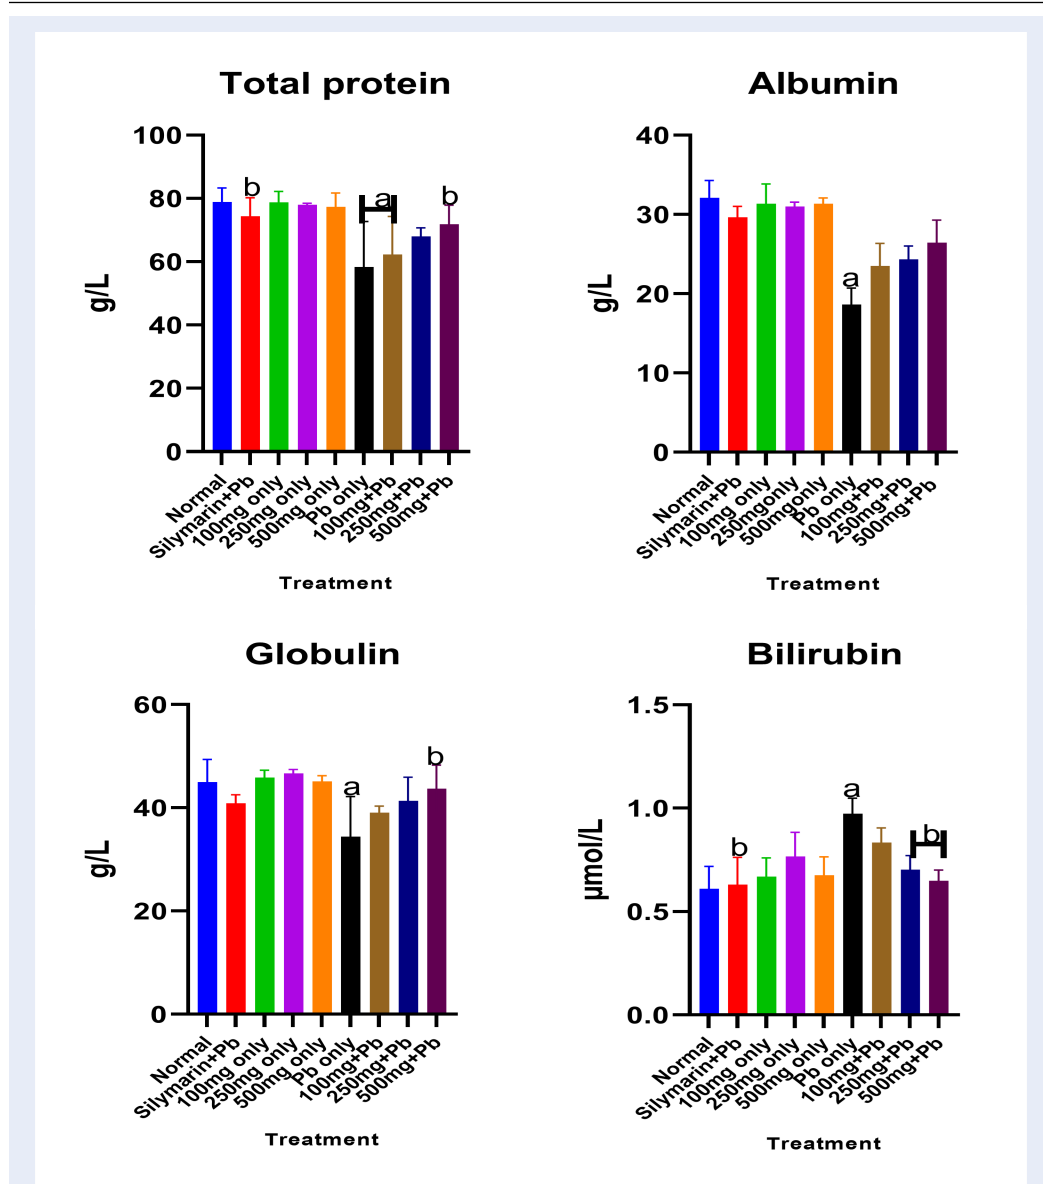 Total protein
100
80
60
40
20
0
g/L
b
a
b
Normal
Silymarin+Pb
100mg only
250mg only
500mg only
Pb only
100mg+Pb
250mg+Pb
500mg+Pb
Treatment
Albumin
40
30
20
10
0
g/L
a
Normal
Silymarin+Pb
100mg only
250mgonly
500mgonly
Pb only
100mg+Pb
250mg+Pb
500mg+Pb
Treatment
Globulin
60
40
20
0
g/L
a
b
Normal
Silymarin+Pb
100mg only
250mg only
500mg only
Pb only
100mg+Pb
250mg+Pb
500mg+Pb
Treatment
Bilirubin
1.5
1.0
0.5
0.0
µmol/L
b
a
b
Normal
Silymarin+Pb
100mg only
250mg only
500mg only
Pb only
100mg+Pb
250mg+Pb
500mg+Pb
Treatment